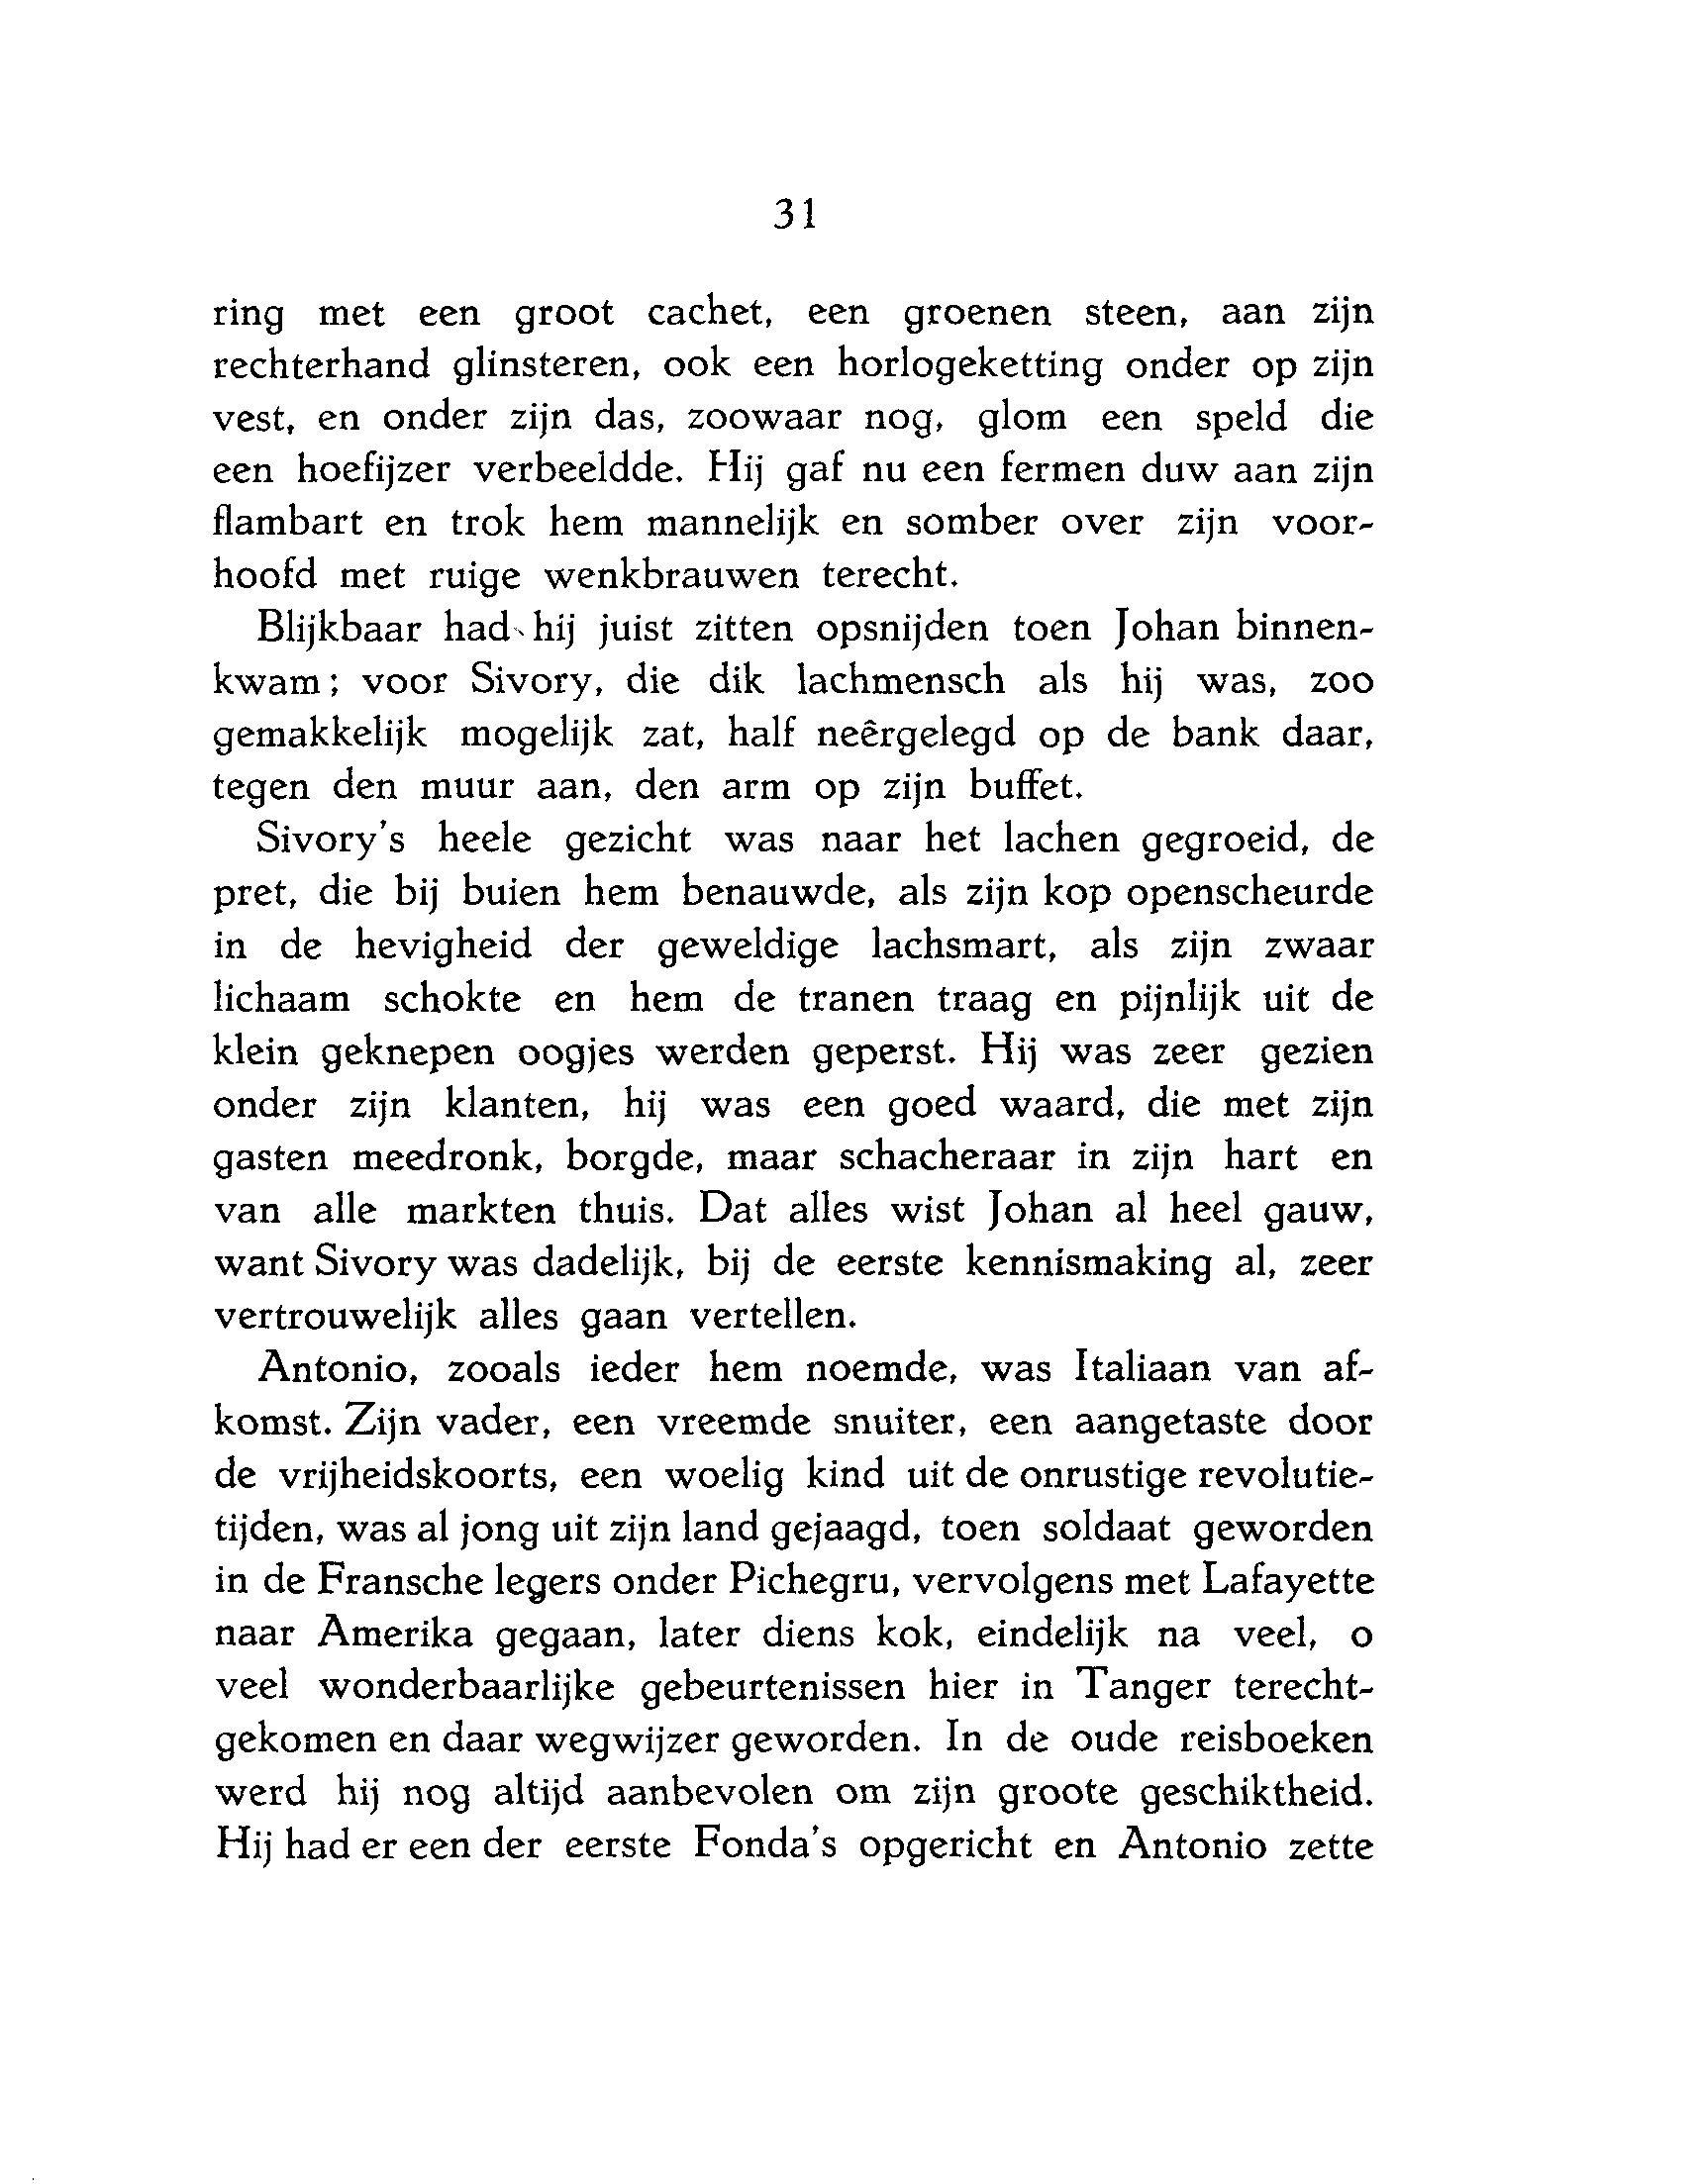 31
ring met een groot cachet, een groenen steen, aan zijn
rechterhand glinsteren, ook een horlogeketting onder op zijn
vest, en onder zijn das, zoowaar nog, glom een speld die
een hoefijzer verbeeldde. Hij gaf nu een fermen duw aan zijn
flambart en trok hem mannelijk en somber over zijn voor-
hoofd met ruige wenkbrauwen terecht.
Blijkbaar had hij juist zitten opsnijden toen Johan binnen-
kwam; voor Sivory, die dik lachmensch als hij was, zoo
gemakkelijk mogelijk zat, half neêrgelegd op de bank daar,
tegen den muur aan, den arm op zijn buffet.
Sivory's heele gezicht was naar het lachen gegroeid, de
pret, die bij buien hem benauwde, als zijn kop openscheurde
in de hevigheid der geweldige lachsmart, als zijn zwaar
lichaam schokte en hem de tranen traag en pijnlijk uit de
klein geknepen oogjes werden geperst. Hij was zeer gezien
onder zijn klanten, hij was een goed waard, die met zijn
gasten meedronk, borgde, maar schacheraar in zijn hart en
van alle markten thuis. Dat alles wist Johan al heel gauw,
want Sivory was dadelijk, bij de eerste kennismaking al, zeer
vertrouwelijk alles gaan vertellen.
Antonio, zooals ieder hem noemde, was Italiaan van af-
komst. Zijn vader, een vreemde snuiter, een aangetaste door
de vrijheidskoorts, een woelig kind uit de onrustige revolutie-
tijden, was al jong uit zijn land gejaagd, toen soldaat geworden
in de Fransche legers onder Pichegru, vervolgens met Lafayette
naar Amerika gegaan, later diens kok, eindelijk na veel, o
veel wonderbaarlijke gebeurtenissen hier in Tanger terecht-
gekomen en daar wegwijzer geworden. In de oude reisboeken
werd hij nog altijd aanbevolen om zijn groote geschiktheid.
Hij had er een der eerste Fonda's opgericht en Antonio zette